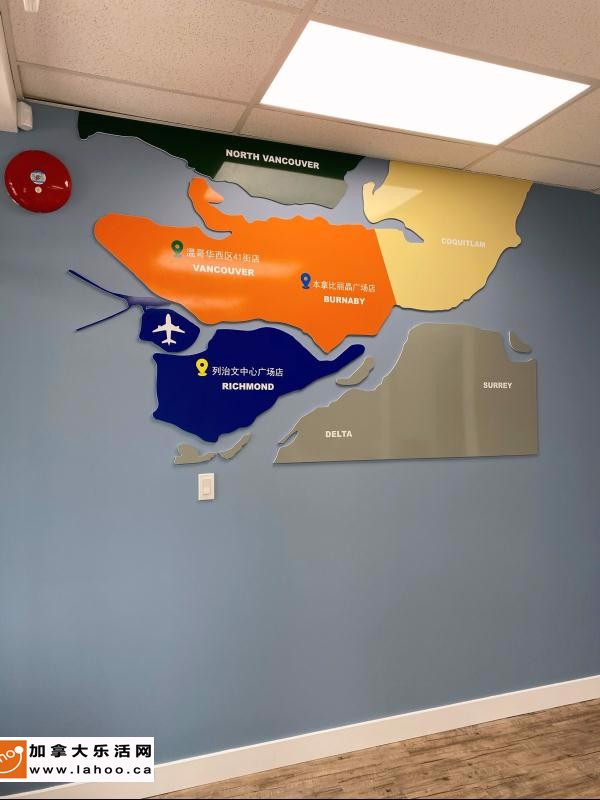 NORTH VANCOUVER
COQUITLAM
温哥华西区41街店
VANCOUVER
本拿比丽晶广场店
BURNABY
列治文中心广场店
RICHMOND
SURREY
DELTA
加拿大乐活网
www.lahoo.ca